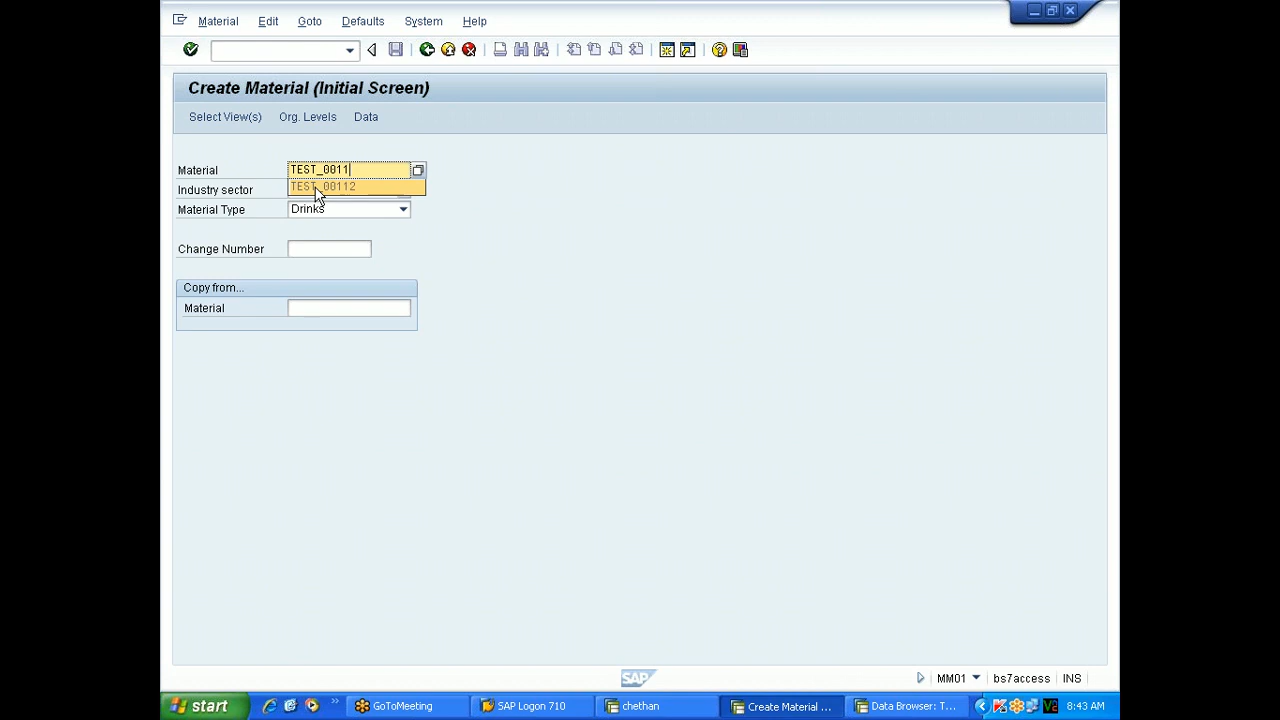 Material Edit Goto Defaults System Help
Create Material (Initial Screen)
Select View(s) Org. Levels Data
Material TEST_0011
TEST_00112
Industry sector
Material Type Drinks
Change Number
Copy from...
Material
SAP MM01 bs7access INS
start » GoToMeeting SAP Logon 710 chethan Create Material ... Data Browser: T... 8:43 AM